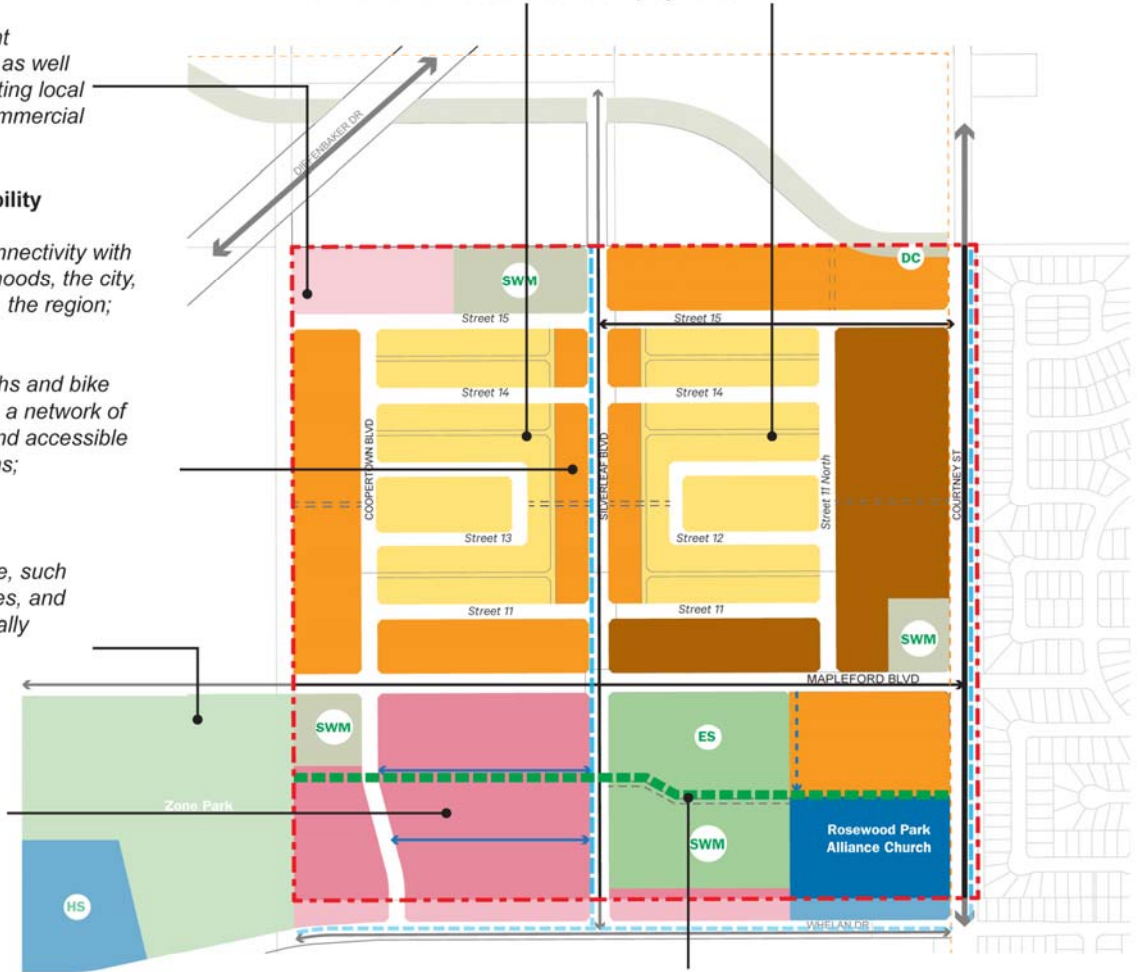 as well
ting local
mmercial
bility
nnectivity with
hoods, the city,
the region;
hs and bike
a network of
nd accessible
ns;
e, such
es, and
ally
DIEFENBAKER DR
DC
SWM
Street 15
Street 15
Street 14
Street 14
COOPERTOWN BLVD
SILVERLEAF BLVD
Street 11 North
COURTNEY ST
Street 13
Street 12
Street 11
Street 11
SWM
MAPLEFORD BLVD
SWM
ES
Zone Park
SWM
Rosewood Park
Alliance Church
HS
WHELAN DR